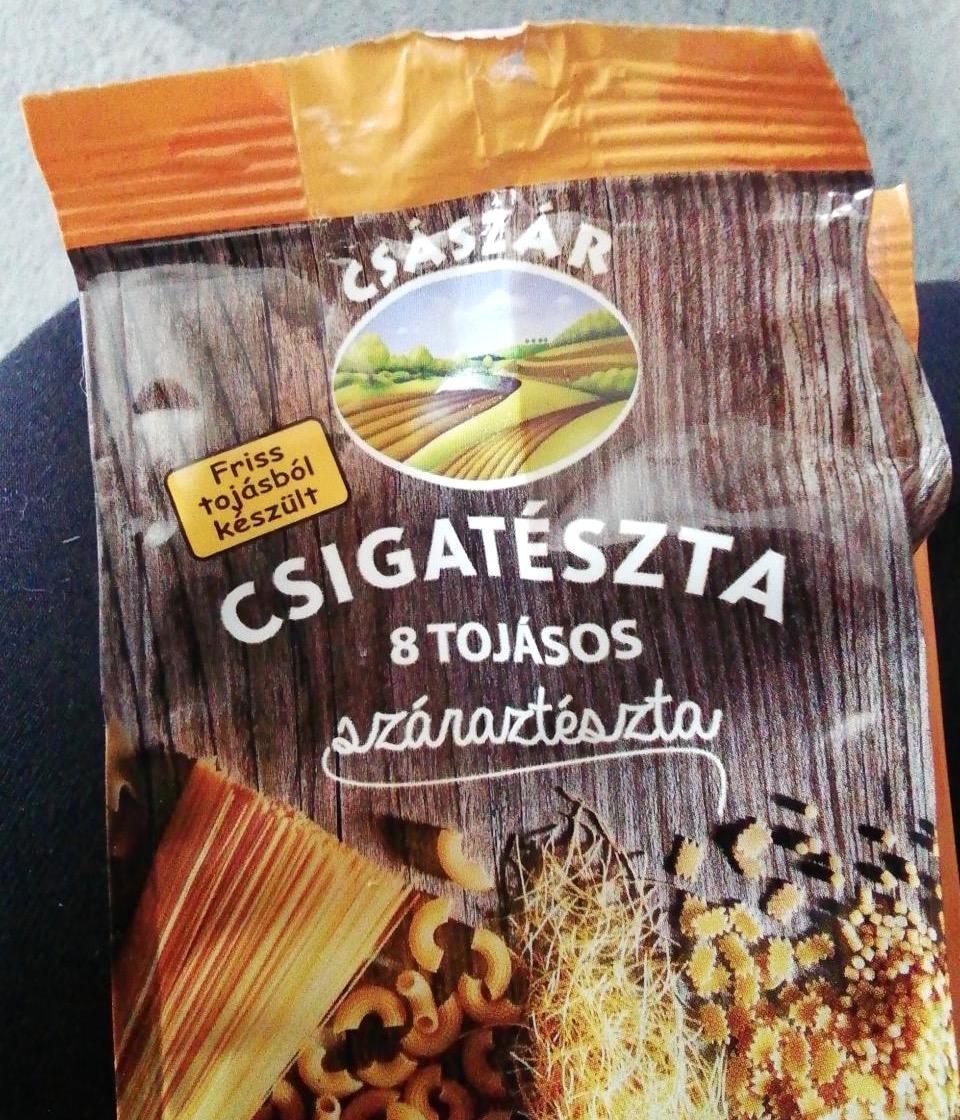 CSÁSZÁR
Friss
tojásból
készült
CSIGATÉSZTA
8 TOJÁSOS
száraztészta